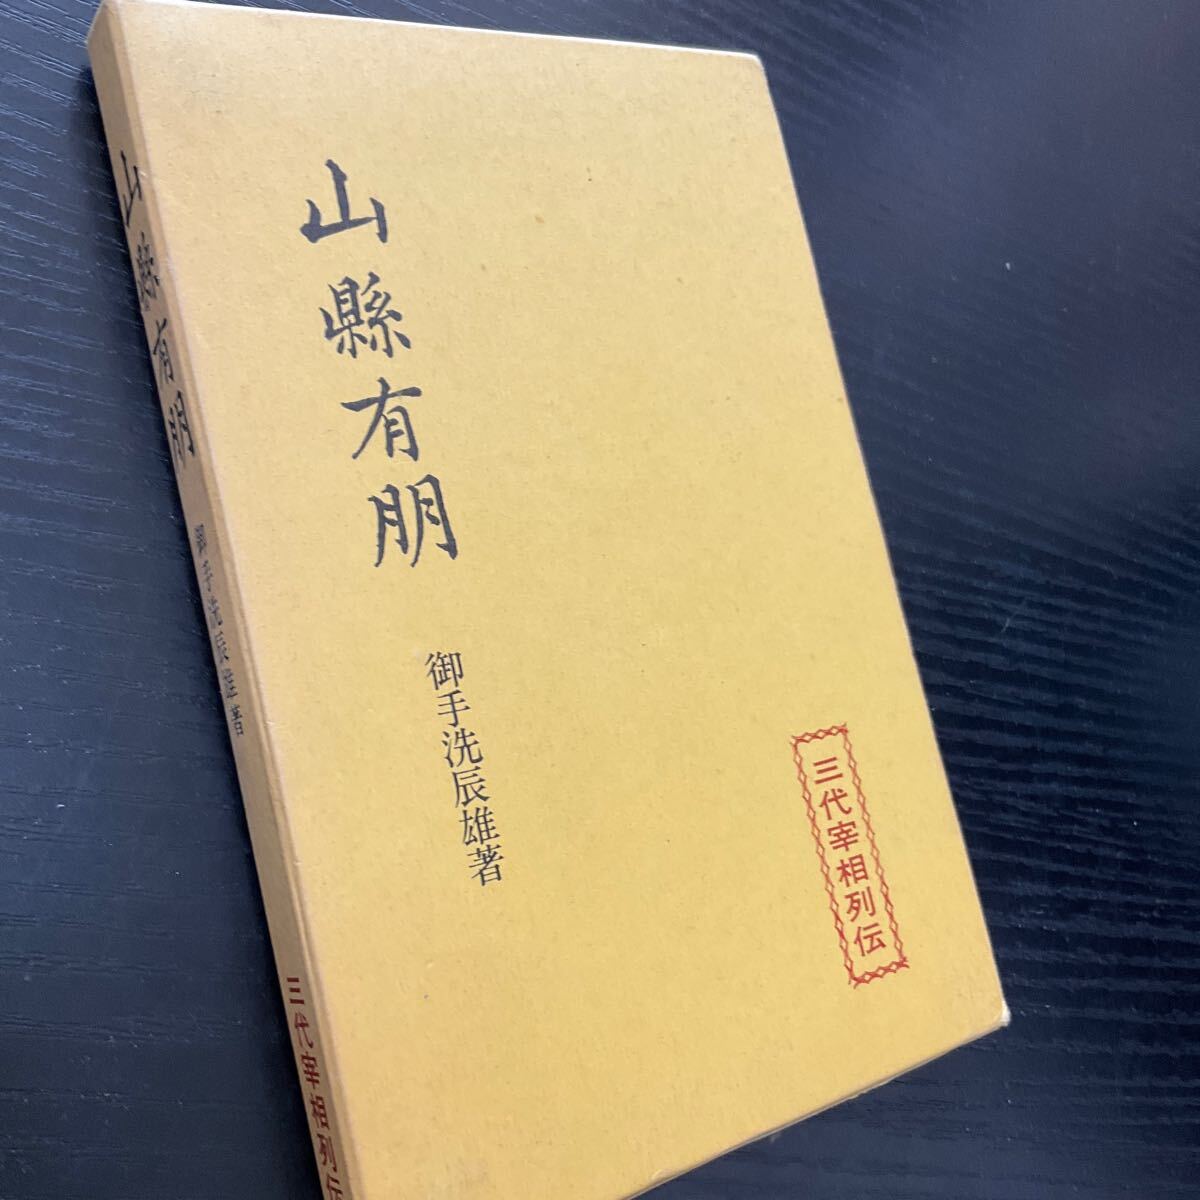 山縣有朋
御手洗辰雄著
三代宰相列伝
山縣有朋
御手洗辰雄著
三代宰相列伝